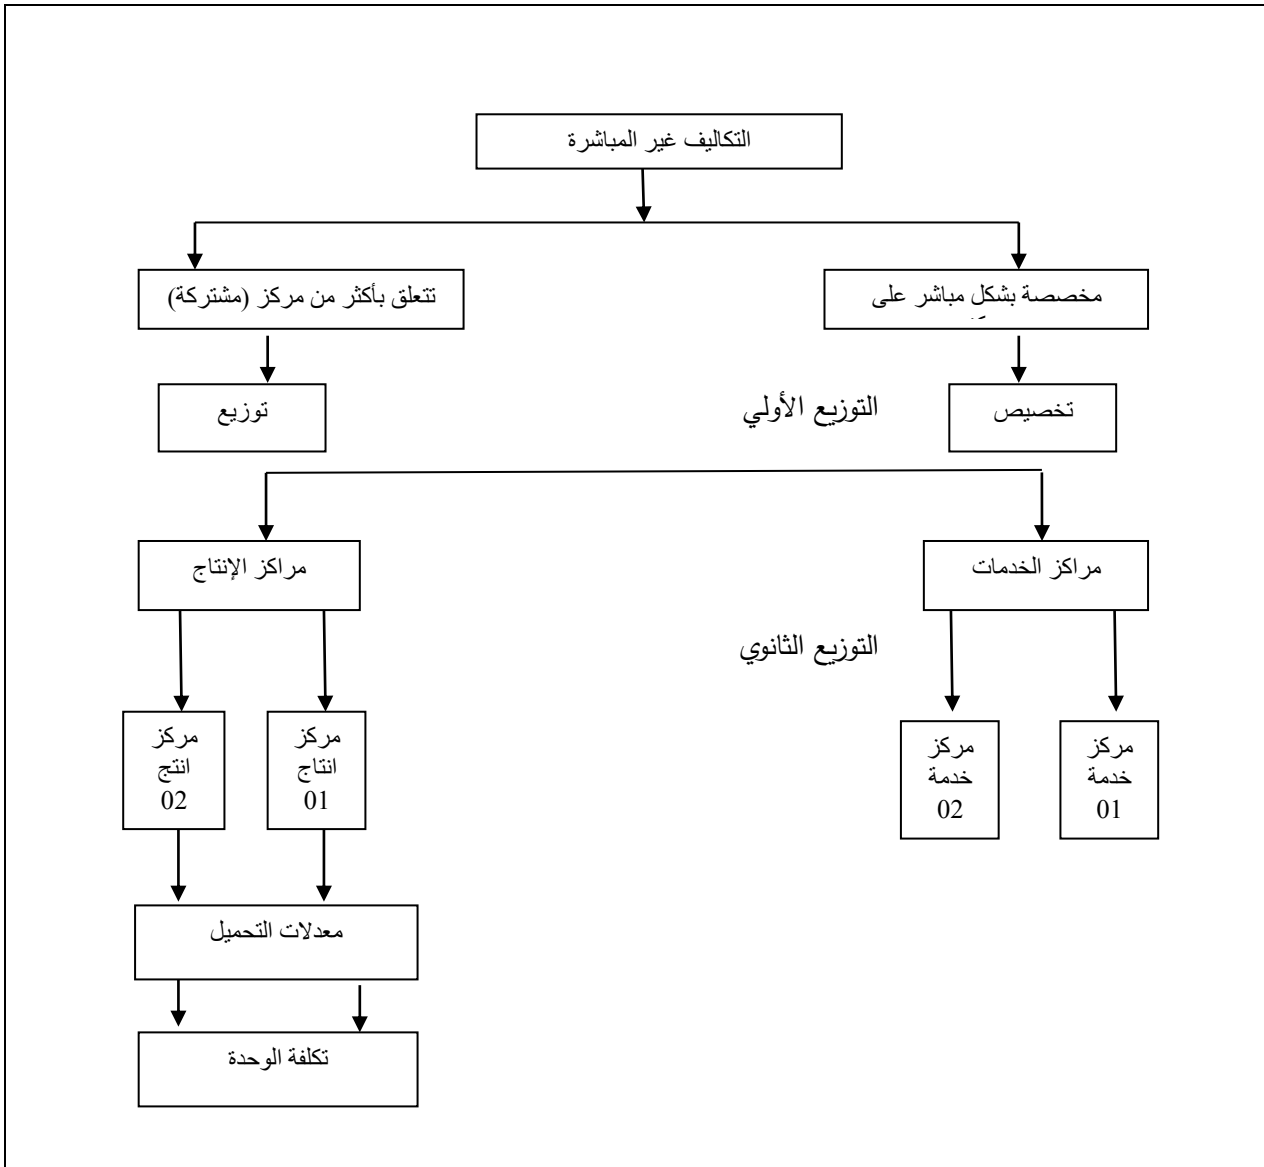 التكاليف غير المباشرة
مخصصة بشكل مباشر على
تتعلق بأكثر من مركز (مشتركة)
تخصيص
التوزيع الأولي
توزيع
مراكز الخدمات
مراكز الإنتاج
التوزيع الثانوي
مركز
خدمة
01
مركز
خدمة
02
مركز
انتاج
01
مركز
انتج
02
معدلات التحميل
تكلفة الوحدة